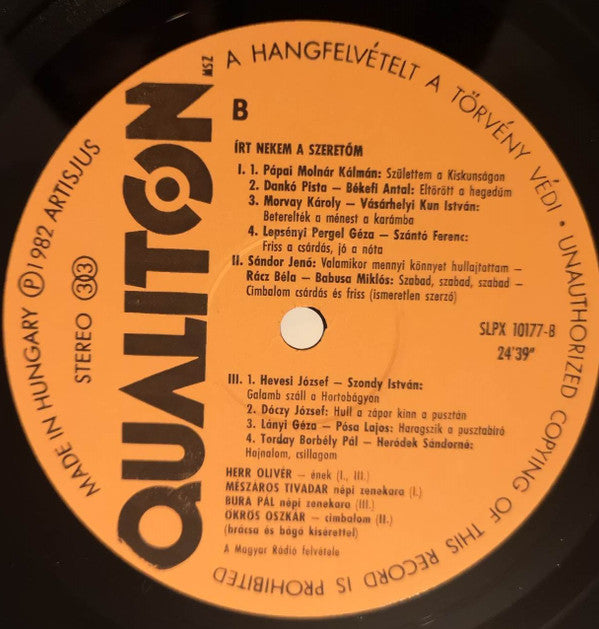 A HANGFELVÉTELT A TÖRVÉNY VÉDI • UNAUTHORIZED COPYING OF THIS RECORD IS PROHIBITED
MADE IN HUNGARY Ⓟ 1982 ARTISJUS
STEREO 33
QUALITON
MSZ
B
ÍRT NEKEM A SZERETŐM
I. 1. Pápai Molnár Kálmán: Születtem a Kiskunságon
2. Dankó Pista – Békefi Antal: Eltörött a hegedűm
3. Morvay Károly – Vásárhelyi Kun István:
Beterelték a ménest a karámba
4. Lepsényi Pergel Géza – Szántó Ferenc:
Friss a csárdás, jó a nóta
II. Sándor Jenő: Valamikor mennyi könnyet hullajtottam –
Rácz Béla – Babusa Miklós: Szabad, szabad, szabad –
Cimbalom csárdás és friss (ismeretlen szerző)
SLPX 10177-B
24'39"
III. 1. Hevesi József – Szondy István:
Galamb száll a Hortobágyon
2. Dóczy József: Hull a zápor kinn a pusztán
3. Lányi Géza – Pósa Lajos: Haragszik a pusztabíró
4. Torday Borbély Pál – Heródek Sándorné:
Hajnalom, csillagom
HERR OLIVÉR – ének (I., III.)
MÉSZÁROS TIVADAR népi zenekara (I.)
BURA PÁL népi zenekara (III.)
ÖKRÖS OSZKÁR – cimbalom (II.)
(brácsa és bőgő kísérettel)
A Magyar Rádió felvétele